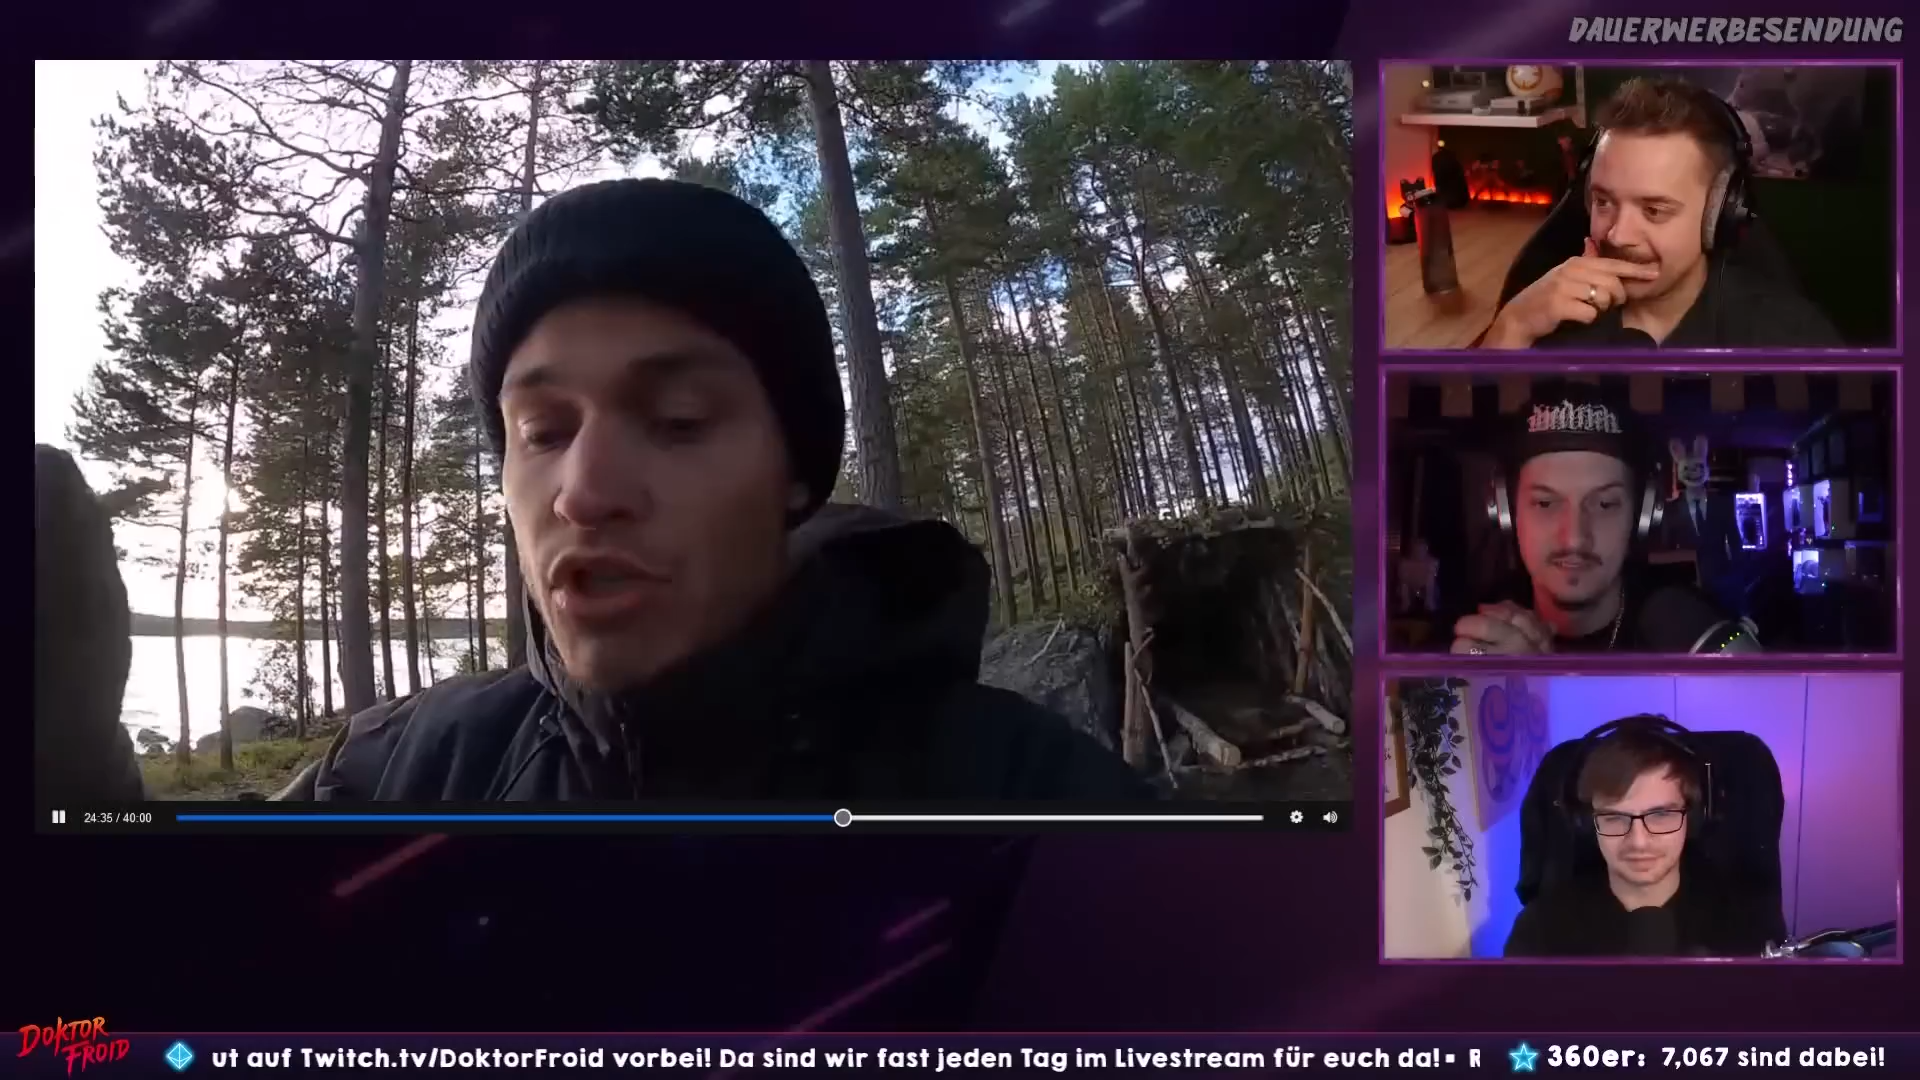 DAUERWERBESENDUNG
24:35 / 40:00
DOKTOR
FROID
ut auf Twitch.tv/DoktorFroid vorbei! Da sind wir fast jeden Tag im Livestream für euch da!▪ R
360er: 7,067 sind dabei!